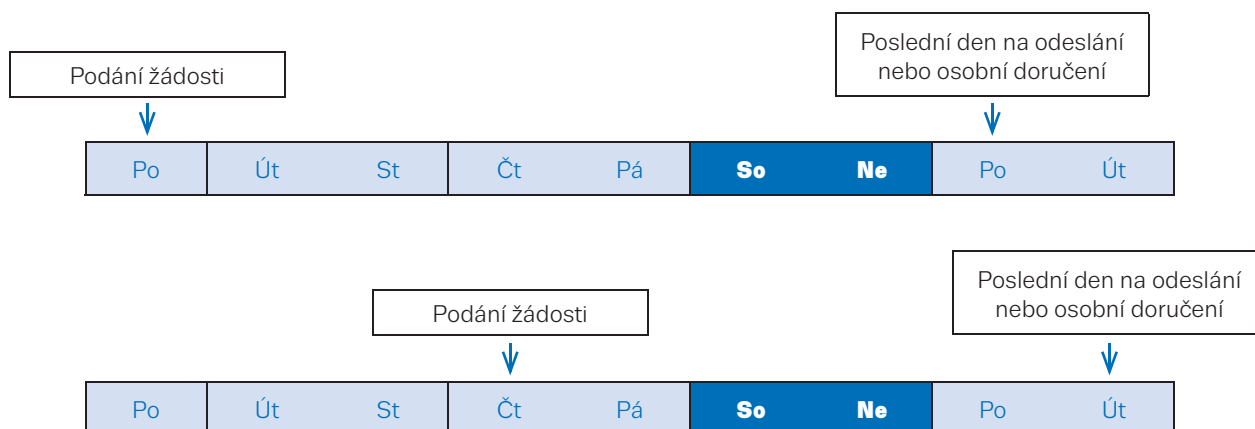 Poslední den na odeslání
nebo osobní doručení
Podání žádosti
Po Út St Čt Pá So Ne Po Út
Poslední den na odeslání
nebo osobní doručení
Podání žádosti
Po Út St Čt Pá So Ne Po Út